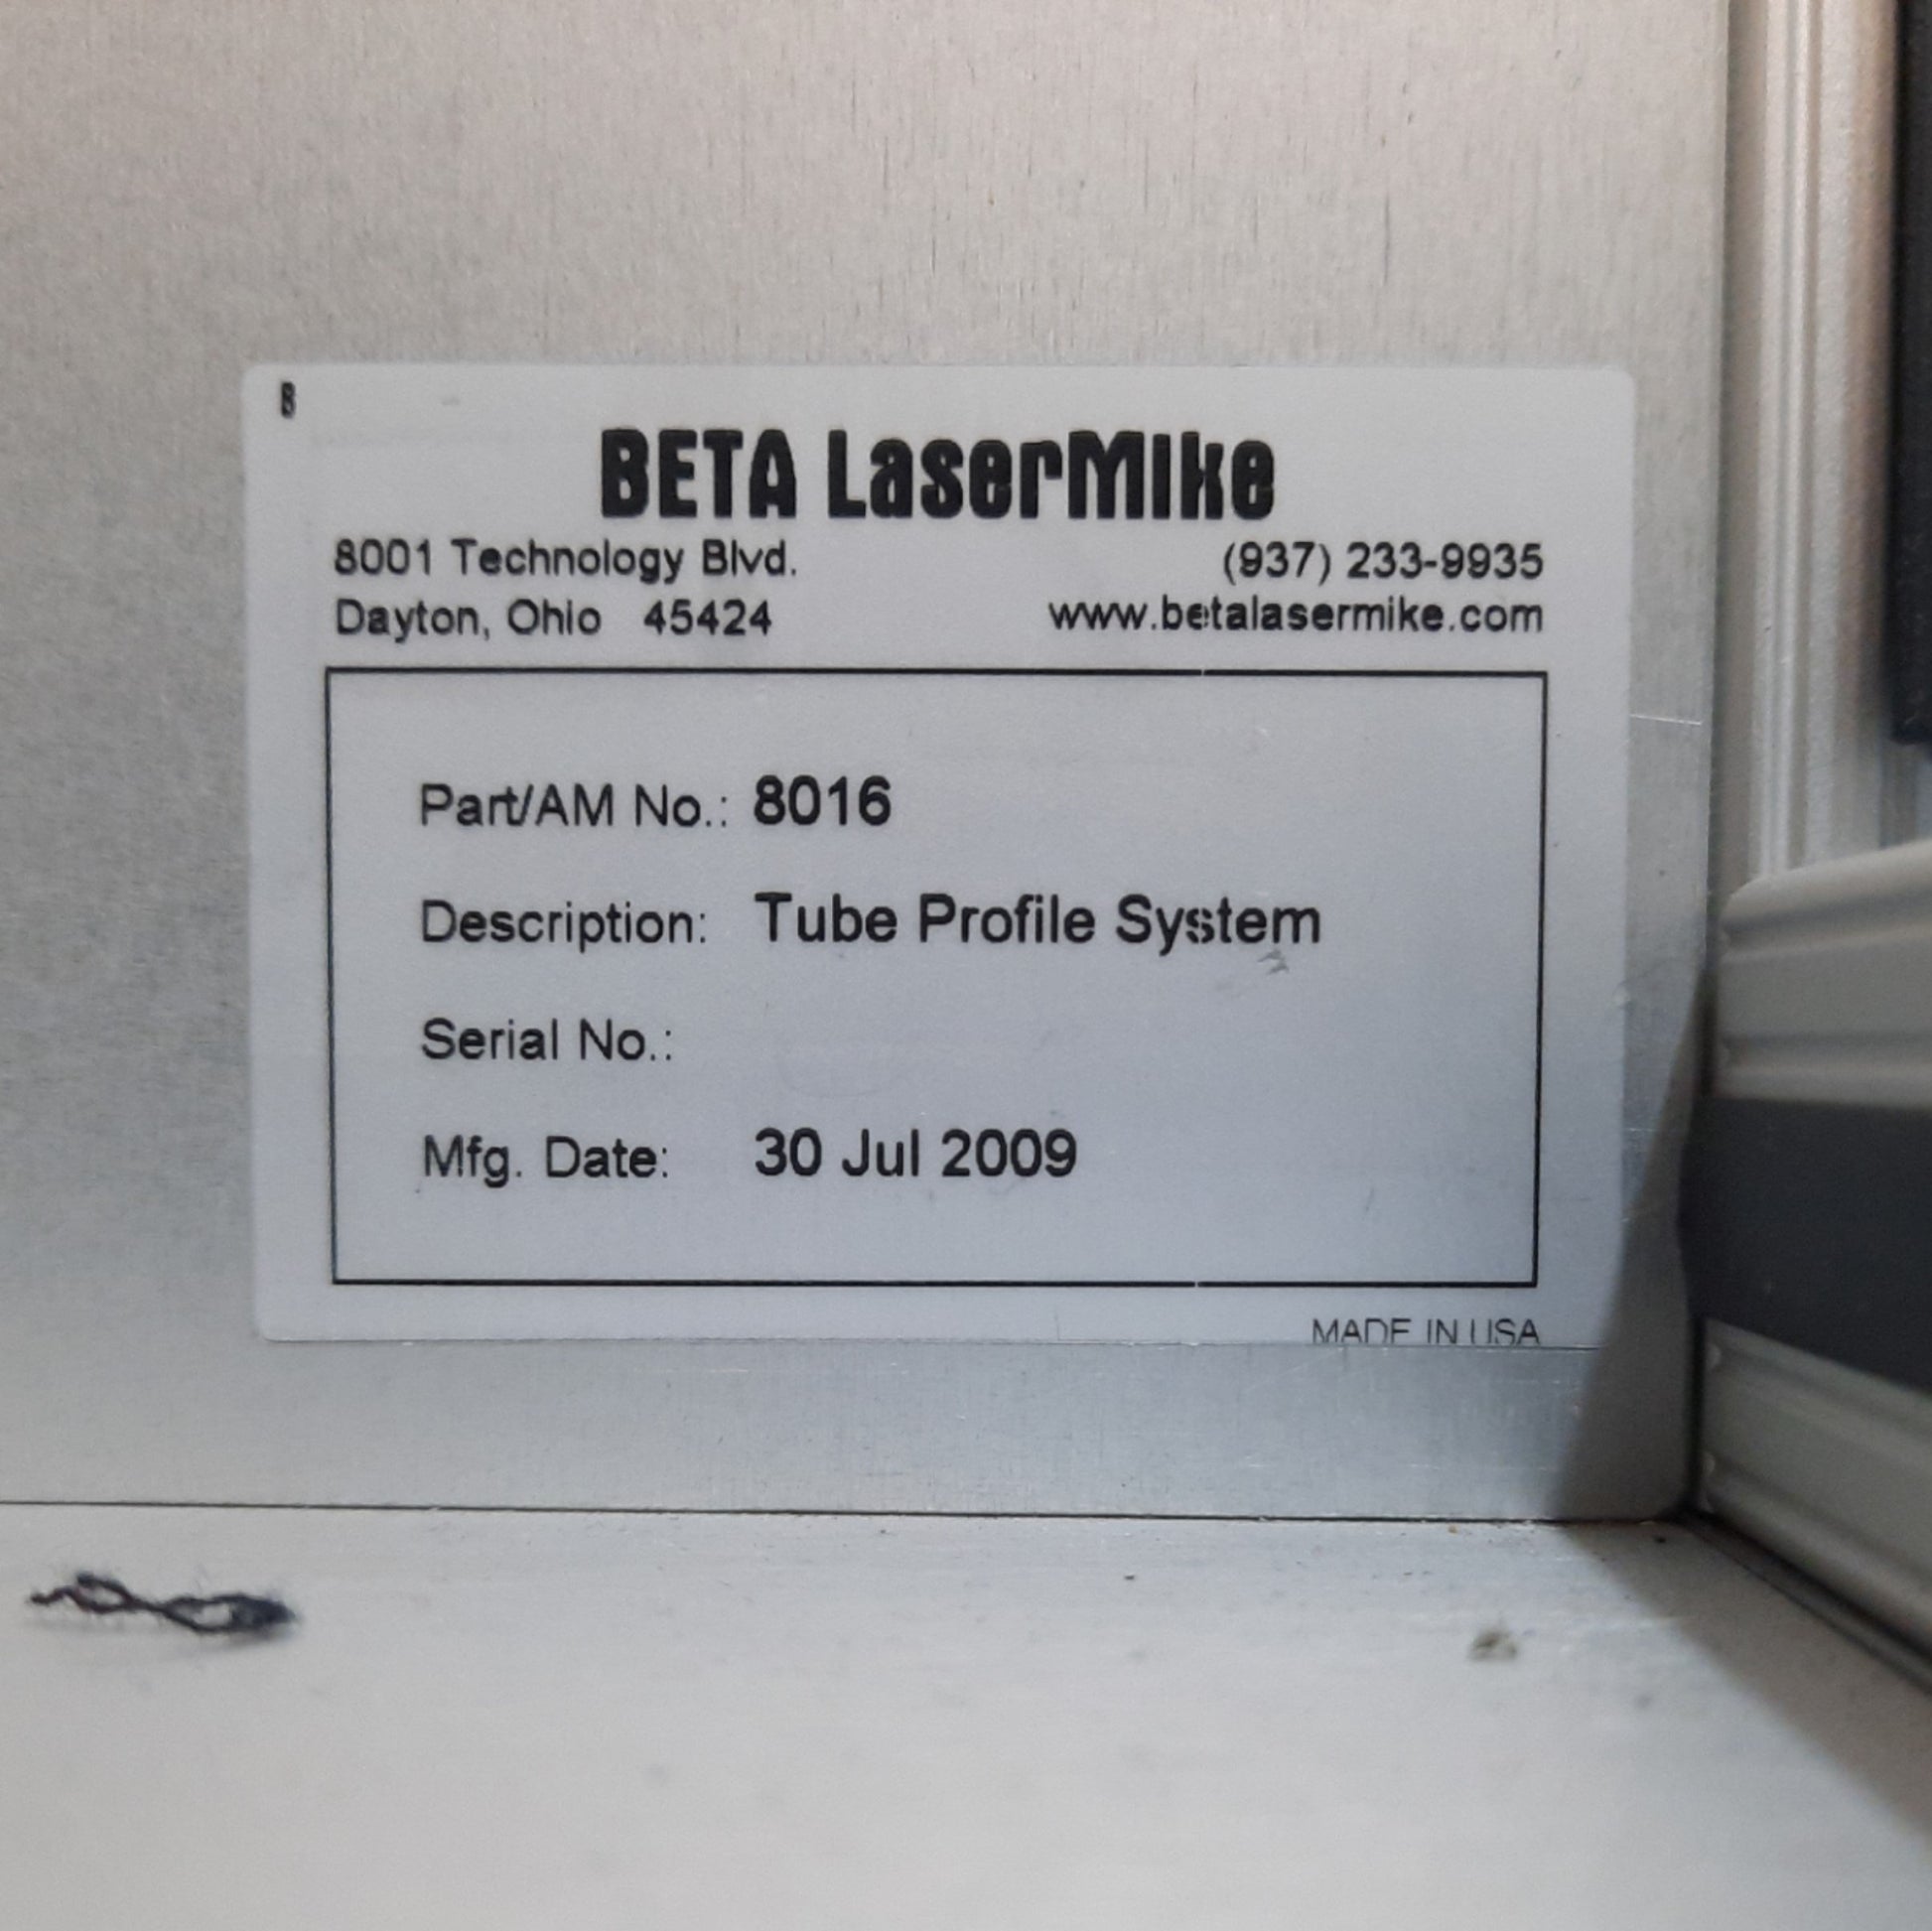 B
BETA LaserMike
8001 Technology Blvd. (937) 233-9935
Dayton, Ohio 45424 www.betalasermike.com
Part/AM No.: 8016
Description: Tube Profile System
Serial No.:
Mfg. Date: 30 Jul 2009
MADE IN USA